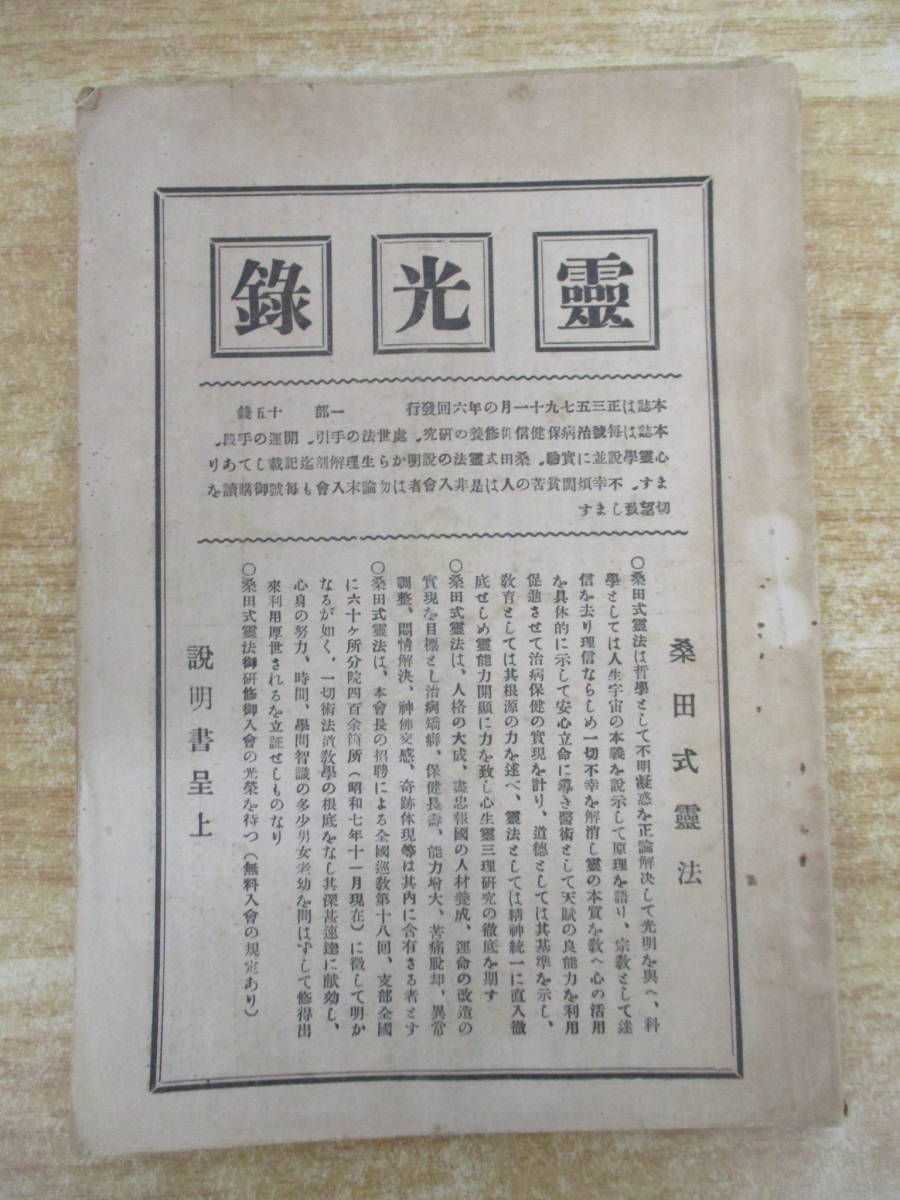 靈光錄
本誌は正三五七九十一月の年六回發行　一部　十五錢
本誌は每號治病保健信仰修養の硏究。處世法の手引。開運の手段。
心靈學說並に實驗。桑田式靈法の說明から生理解剖迄記載してあり
ます。不幸煩悶貧苦の人は是非入會者は勿論未入會も每號御購讀を
切望致します
桑田式靈法
○桑田式靈法は哲學として不明凝惑を正論解決して光明を與へ、科
學としては人生宇宙の本義を說示して原理を語り、宗敎として迷
信を去り理信ならしめ一切不幸を解消し靈の本質を敎へ心の活用
を具体的に示して安心立命に導き醫術として天賦の良能力を利用
促進させて治病保健の實現を計り、道德としては其基準を示し、
敎育としては其根源の力を述べ、靈法としては精神統一に直入徹
底せしめ靈能力開顯に力を致し心生靈三理硏究の徹底を期す
○桑田式靈法は、人格の大成、盡忠報國の人材養成、運命の改造の
實現を目標とし治病矯癖、保健長壽、能力增大、苦痛脫却、異常
調整、悶情解決、神佛交感、奇跡体現等は其內に含有さる者とす
○桑田式靈法は、本會長の招聘による全國巡敎第十八回、支部全國
に六十ヶ所分院四百余箇所（昭和七年十一月現在）に徵して明か
なるが如く、一切術法道敎學の根底をなし其深甚速達に献効し、
心身の努力、時間、學問智識の多少男女老幼を問はずして修得出
來利用厚世されるを立証せしものなり
○桑田式靈法御硏修御入會の光榮を待つ（無料入會の規定あり）
說明書呈上